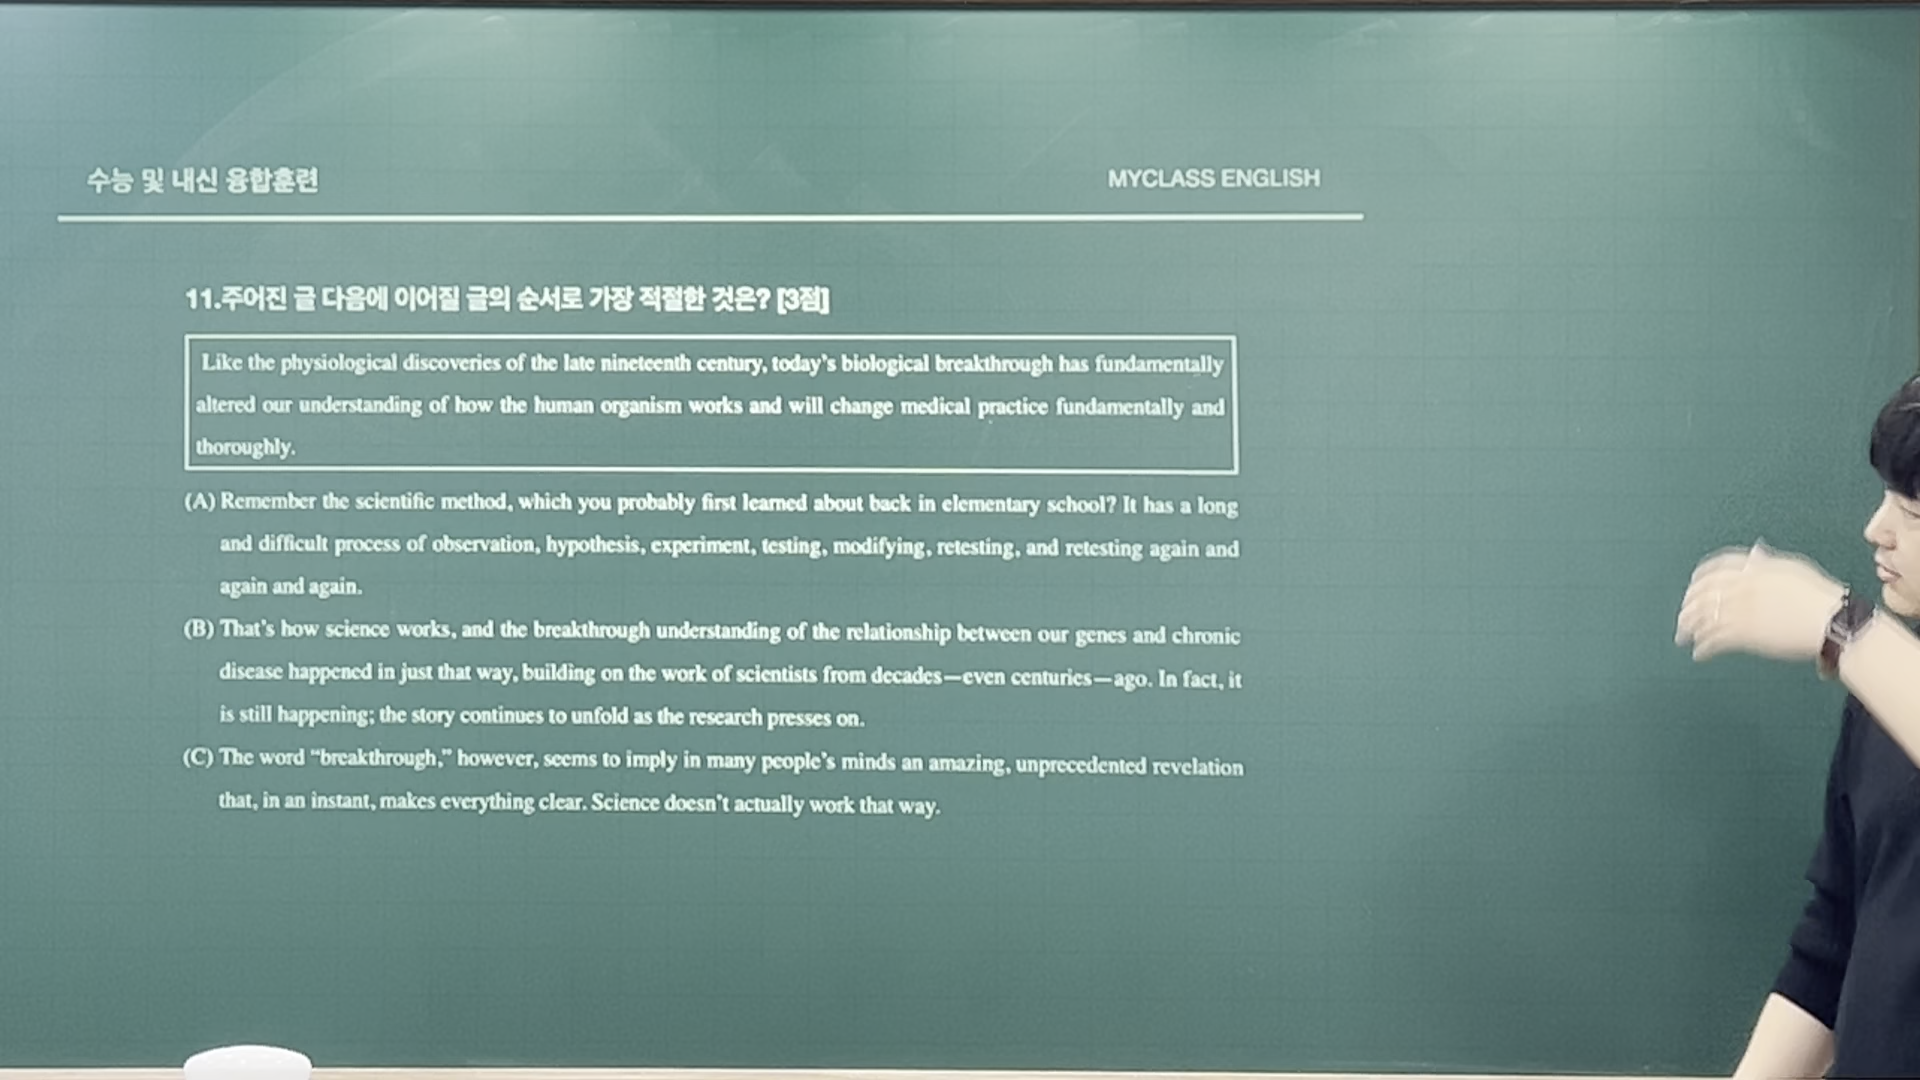 수능 및 내신 융합훈련
MYCLASS ENGLISH
11.주어진 글 다음에 이어질 글의 순서로 가장 적절한 것은? [3점]
Like the physiological discoveries of the late nineteenth century, today's biological breakthrough has fundamentally
altered our understanding of how the human organism works and will change medical practice fundamentally and
thoroughly.
(A) Remember the scientific method, which you probably first learned about back in elementary school? It has a long
and difficult process of observation, hypothesis, experiment, testing, modifying, retesting, and retesting again and
again and again.
(B) That's how science works, and the breakthrough understanding of the relationship between our genes and chronic
disease happened in just that way, building on the work of scientists from decades—even centuries—ago. In fact, it
is still happening; the story continues to unfold as the research presses on.
(C) The word “breakthrough,” however, seems to imply in many people's minds an amazing, unprecedented revelation
that, in an instant, makes everything clear. Science doesn't actually work that way.